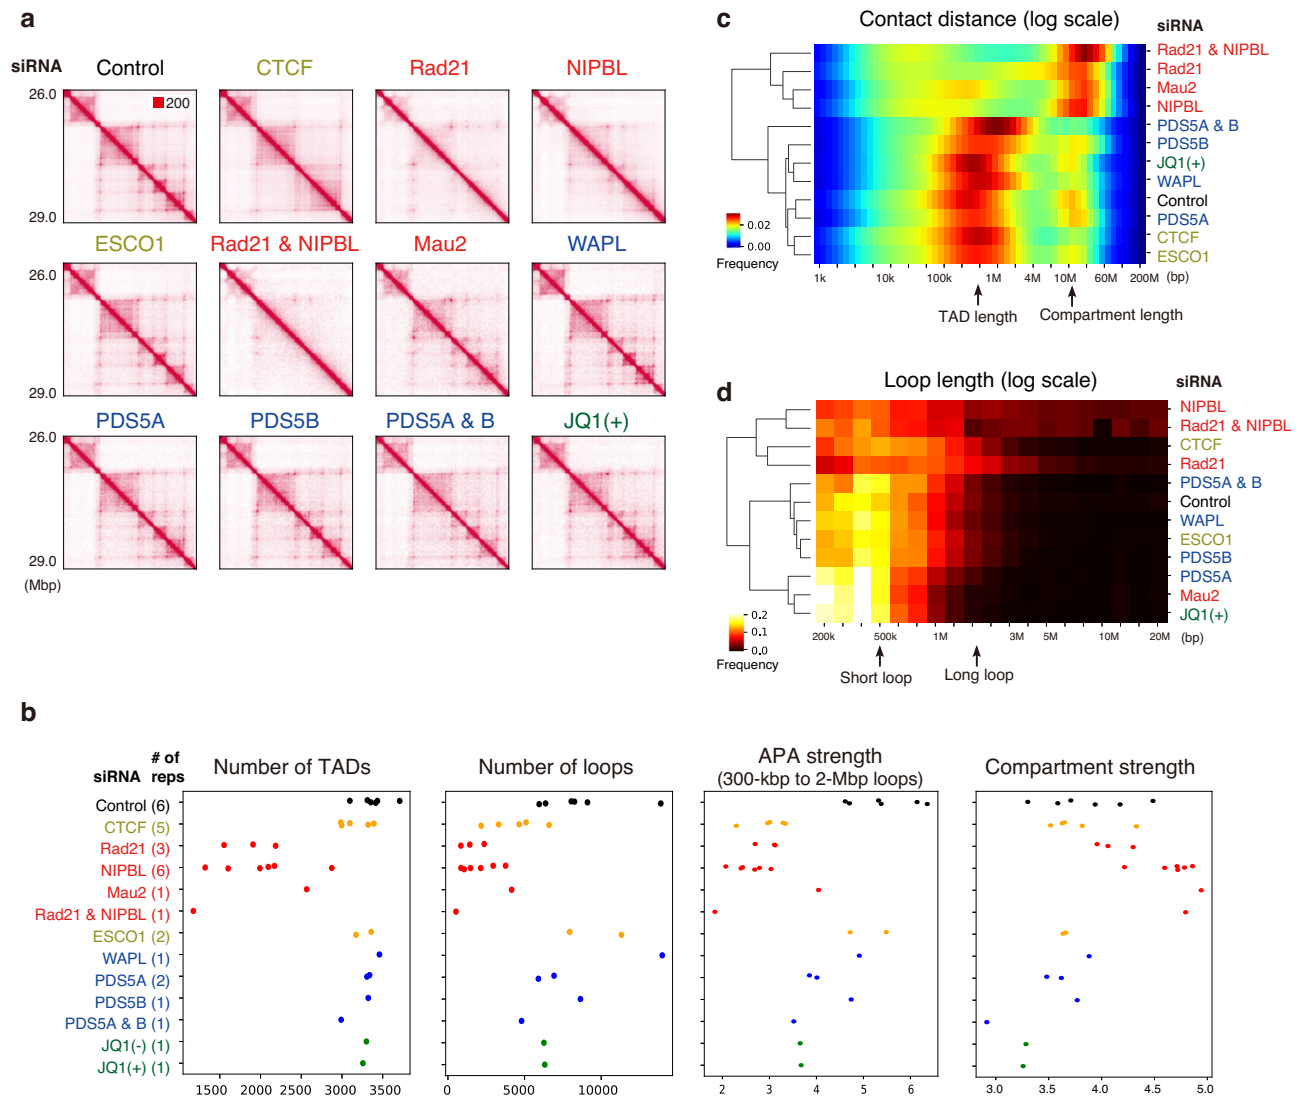 a
siRNA
Control
CTCF
Rad21
NIPBL
26.0
200
29.0
ESCO1
Rad21 & NIPBL
Mau2
WAPL
26.0
29.0
PDS5A
PDS5B
PDS5A & B
JQ1(+)
26.0
29.0
(Mbp)
c
Contact distance (log scale)
siRNA
Rad21 & NIPBL
Rad21
Mau2
NIPBL
PDS5A & B
PDS5B
JQ1(+)
WAPL
Control
PDS5A
CTCF
ESCO1
0.02
0.00
Frequency
1k 10k 100k 1M 4M 10M 60M 200M (bp)
TAD length
Compartment length
d
Loop length (log scale)
siRNA
NIPBL
Rad21 & NIPBL
CTCF
Rad21
PDS5A & B
Control
WAPL
ESCO1
PDS5B
PDS5A
Mau2
JQ1(+)
0.2
0.1
0.0
Frequency
200k 500k 1M 3M 5M 10M 20M (bp)
Short loop
Long loop
b
siRNA
# of
reps
Number of TADs
Number of loops
APA strength
(300-kbp to 2-Mbp loops)
Compartment strength
Control (6)
CTCF (5)
Rad21 (3)
NIPBL (6)
Mau2 (1)
Rad21 & NIPBL (1)
ESCO1 (2)
WAPL (1)
PDS5A (2)
PDS5B (1)
PDS5A & B (1)
JQ1(-) (1)
JQ1(+) (1)
1500 2000 2500 3000 3500
0 5000 10000
2 3 4 5 6
3.0 3.5 4.0 4.5 5.0